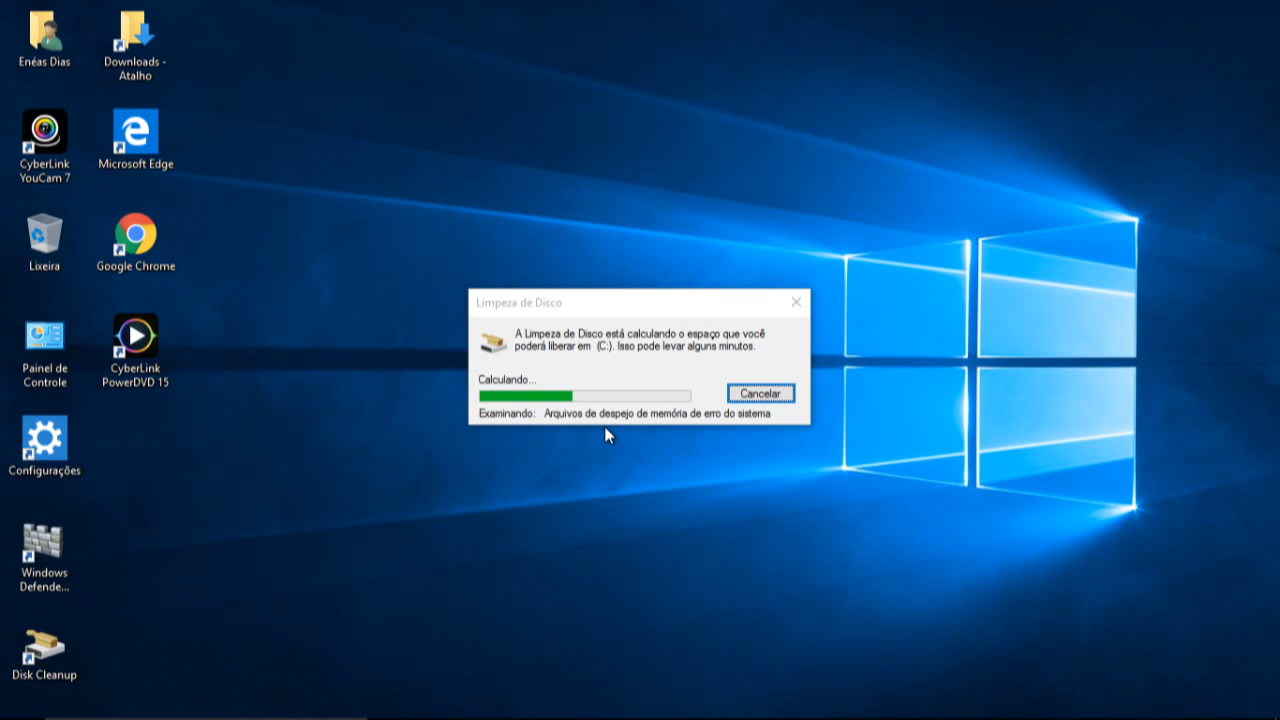 Enéas Dias
Downloads -
Atalho
CyberLink
YouCam 7
Microsoft Edge
Lixeira
Google Chrome
Painel de
Controle
CyberLink
PowerDVD 15
Configurações
Windows
Defende...
Disk Cleanup
Limpeza de Disco
A Limpeza de Disco está calculando o espaço que você
poderá liberar em (C:). Isso pode levar alguns minutos.
Calculando...
Cancelar
Examinando: Arquivos de despejo de memória de erro do sistema